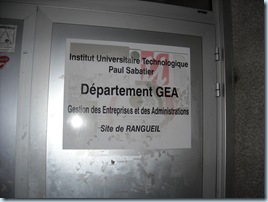 Institut Universitaire Technologique
Paul Sabatier
Département GEA
Gestion des Entreprises et des Administrations
Site de RANGUEIL